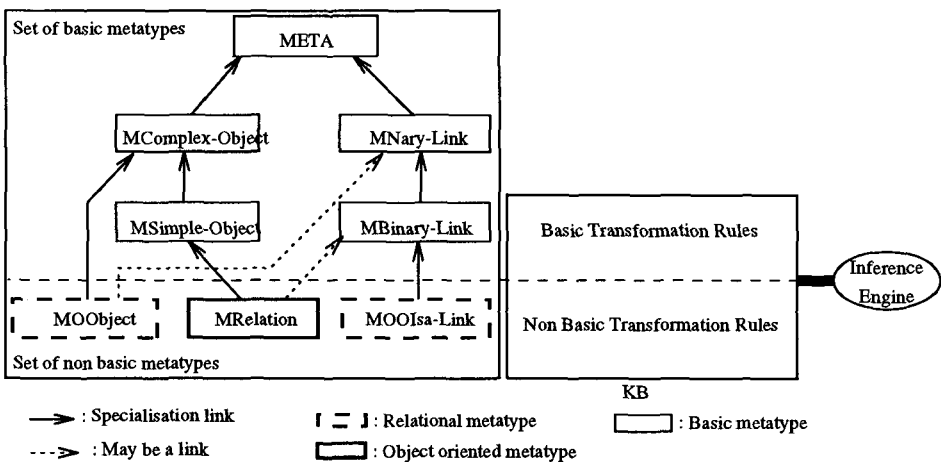 Set of basic metatypes
META
MComplex-Object
MNary-Link
MSimple-Object
MBinary-Link
Basic Transformation Rules
Inference
Engine
MOObject
MRelation
MOOIsa-Link
Non Basic Transformation Rules
Set of non basic metatypes
KB
: Specialisation link
: Relational metatype
: Basic metatype
: May be a link
: Object oriented metatype